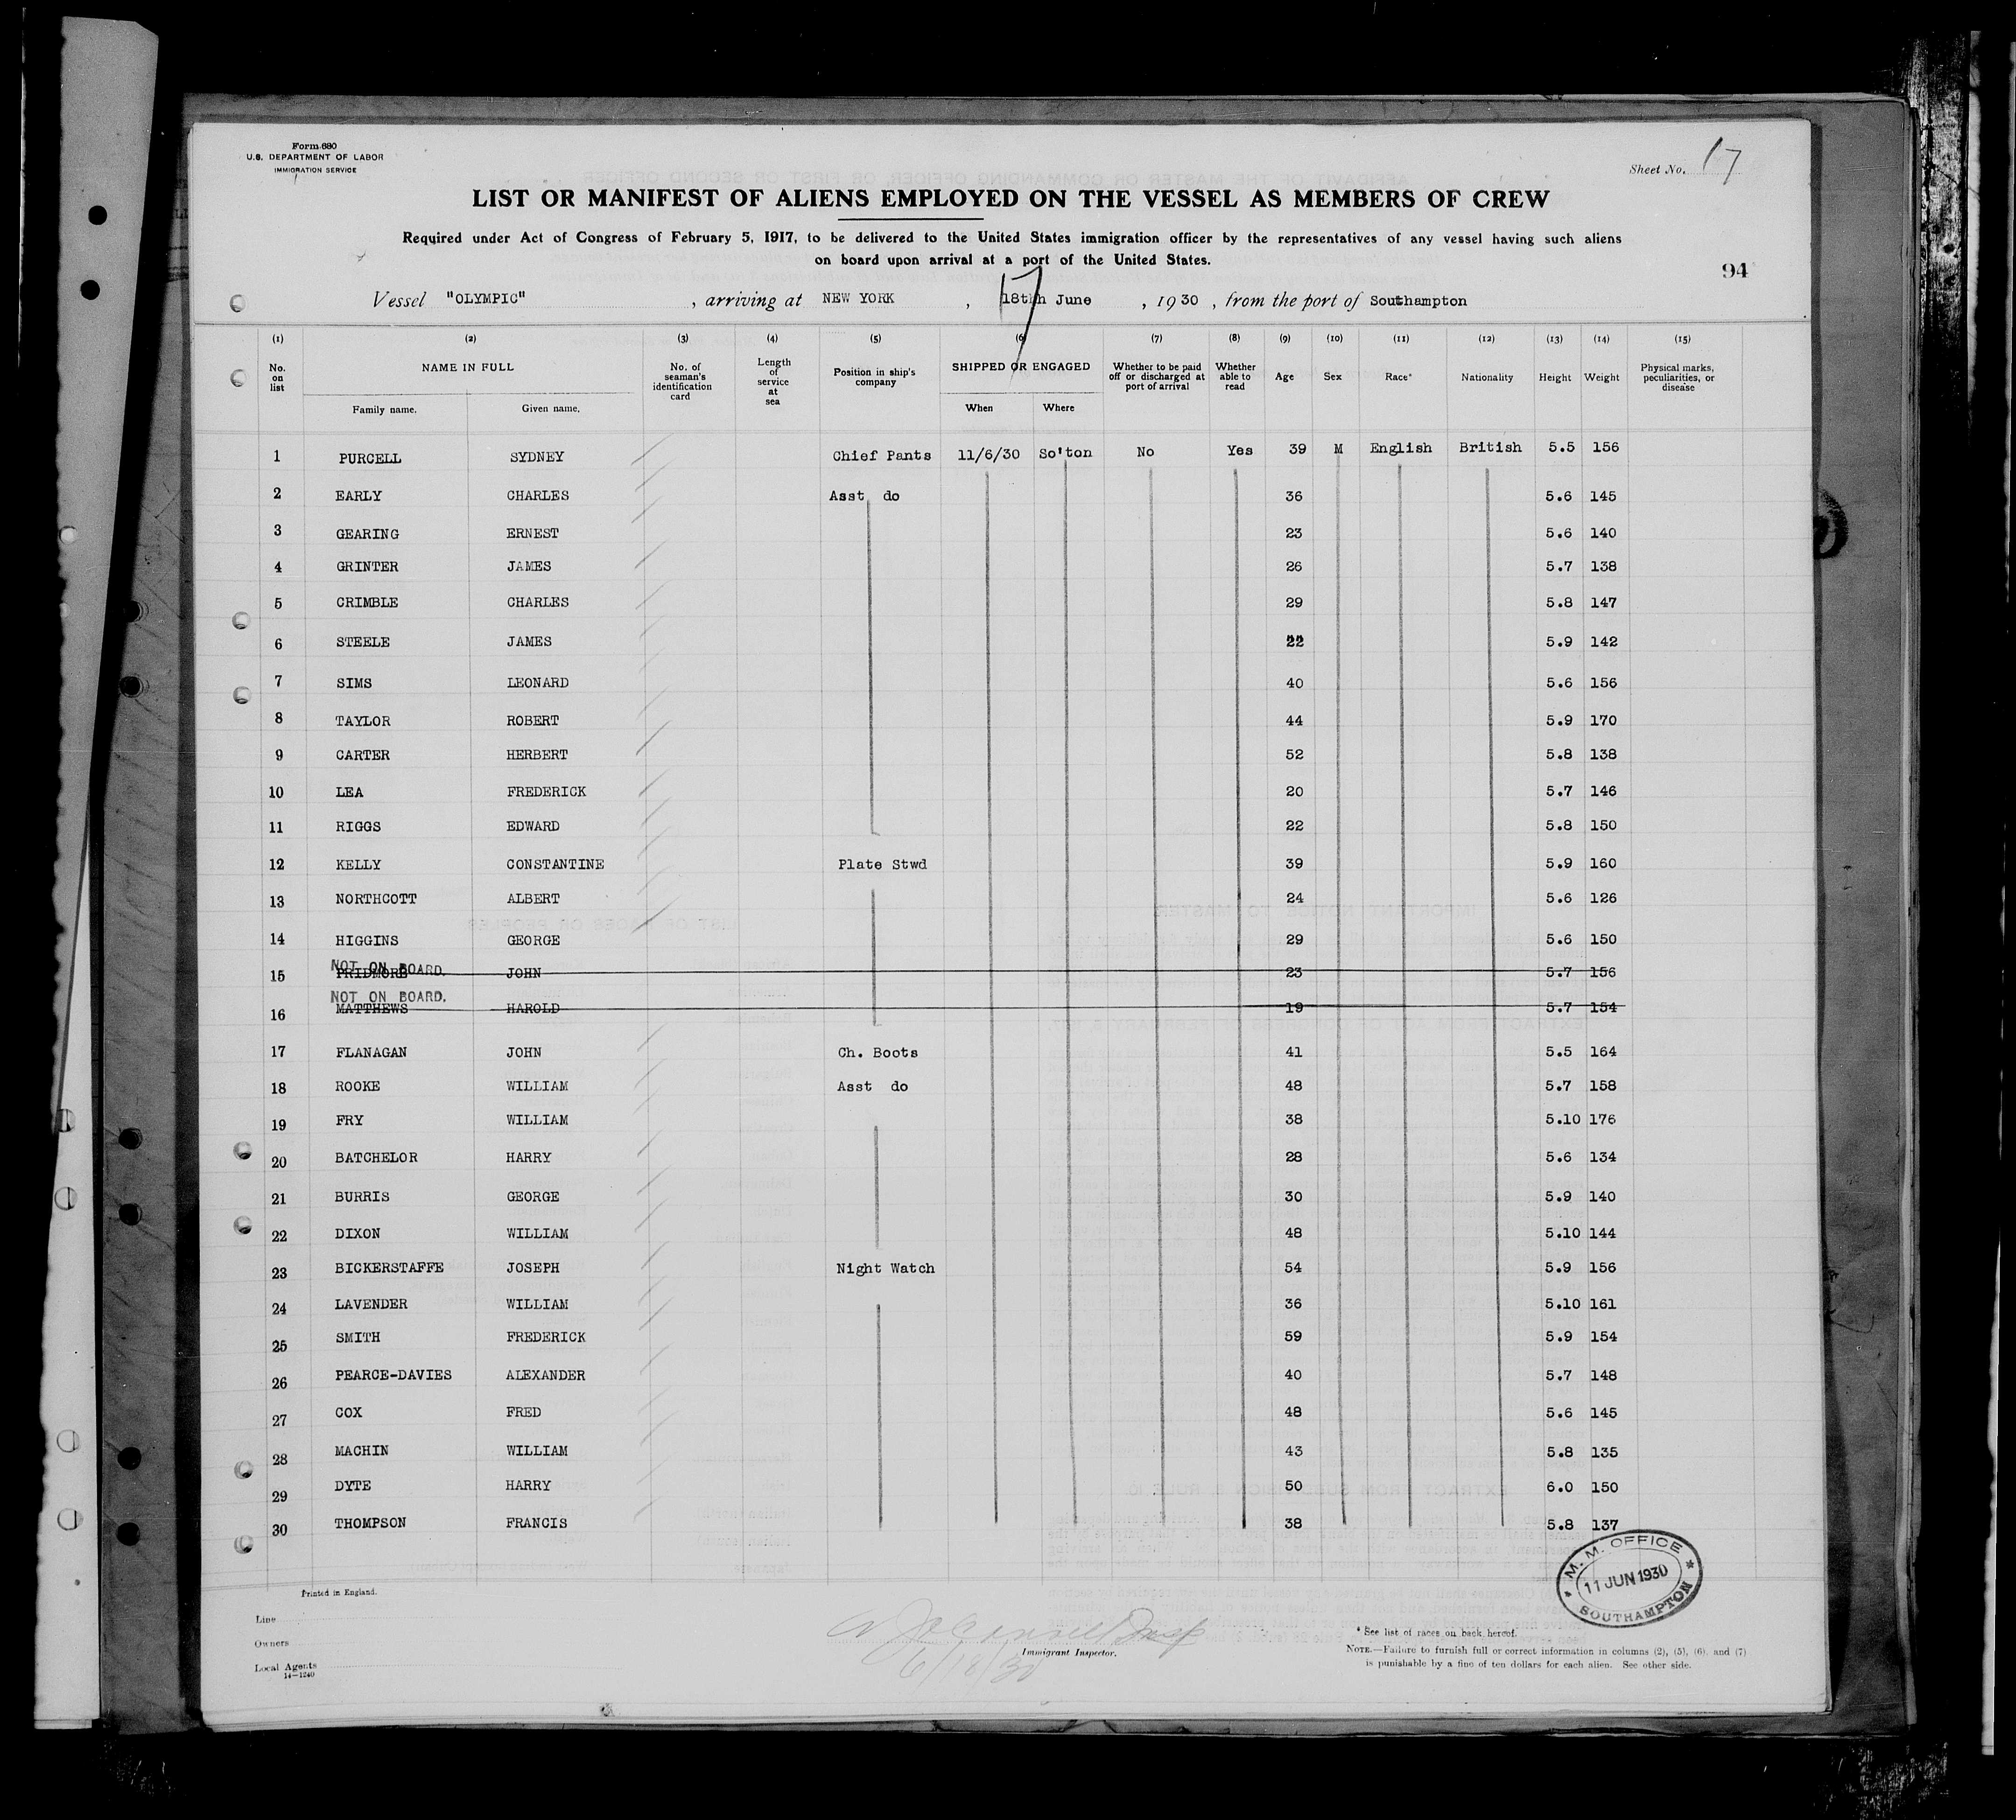 Form 680
U.S. DEPARTMENT OF LABOR
IMMIGRATION SERVICE
Sheet No. 17
LIST OR MANIFEST OF ALIENS EMPLOYED ON THE VESSEL AS MEMBERS OF CREW
Required under Act of Congress of February 5, 1917, to be delivered to the United States immigration officer by the representatives of any vessel having such aliens
on board upon arrival at a port of the United States.
94
17
Vessel "OLYMPIC" , arriving at NEW YORK , 18th June , 1930 , from the port of Southampton
(1) (2) (3) (4) (5) (6) (7) (8) (9) (10) (11) (12) (13) (14) (15)
No. on list NAME IN FULL Family name. Given name. No. of seaman's identification card Length of service at sea Position in ship's company SHIPPED OR ENGAGED When Where Whether to be paid off or discharged at port of arrival Whether able to read Age Sex Race* Nationality Height Weight Physical marks, peculiarities, or disease
1 PURCELL SYDNEY Chief Pants 11/6/30 So'ton No Yes 39 M English British 5.5 156
2 EARLY CHARLES Asst do 36 5.6 145
3 GEARING ERNEST 23 5.6 140
4 GRINTER JAMES 26 5.7 138
5 CRIMBLE CHARLES 29 5.8 147
6 STEELE JAMES 22 5.9 142
7 SIMS LEONARD 40 5.6 156
8 TAYLOR ROBERT 44 5.9 170
9 CARTER HERBERT 52 5.8 138
10 LEA FREDERICK 20 5.7 146
11 RIGGS EDWARD 22 5.8 150
12 KELLY CONSTANTINE Plate Stwd 39 5.9 160
13 NORTHCOTT ALBERT 24 5.6 126
14 HIGGINS GEORGE 29 5.6 150
NOT ON BOARD.
15 PRIDMORE JOHN 23 5.7 156
NOT ON BOARD.
16 MATTHEWS HAROLD 19 5.7 154
17 FLANAGAN JOHN Ch. Boots 41 5.5 164
18 ROOKE WILLIAM Asst do 48 5.7 158
19 FRY WILLIAM 38 5.10 176
20 BATCHELOR HARRY 28 5.6 134
21 BURRIS GEORGE 30 5.9 140
22 DIXON WILLIAM 48 5.10 144
23 BICKERSTAFFE JOSEPH Night Watch 54 5.9 156
24 LAVENDER WILLIAM 36 5.10 161
25 SMITH FREDERICK 59 5.9 154
26 PEARCE-DAVIES ALEXANDER 40 5.7 148
27 COX FRED 48 5.6 145
28 MACHIN WILLIAM 43 5.8 135
29 DYTE HARRY 50 6.0 150
30 THOMPSON FRANCIS 38 5.8 137
M. M. OFFICE
11 JUN 1930
SOUTHAMPTON
Printed in England.
Line
Owners
Local Agents
14—1240
Insp
6/18/30
Immigrant Inspector.
* See list of races on back hereof.
NOTE.—Failure to furnish full or correct information in columns (2), (5), (6), and (7)
is punishable by a fine of ten dollars for each alien. See other side.